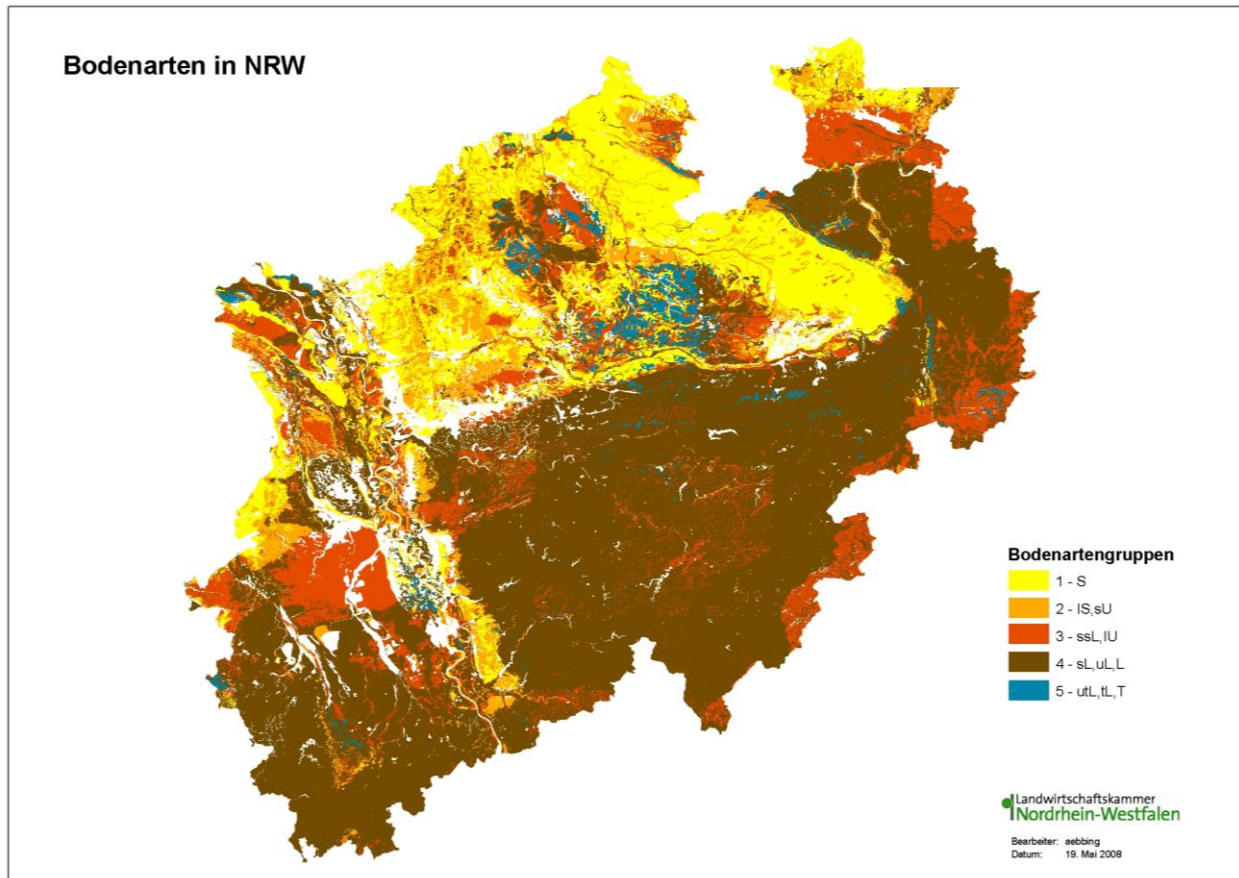 Bodenarten in NRW
Bodenartengruppen
1 - S
2 - lS,sU
3 - ssL,lU
4 - sL,uL,L
5 - utL,tL,T
Landwirtschaftskammer
Nordrhein-Westfalen
Bearbeiter: aebbing
Datum: 19. Mai 2008